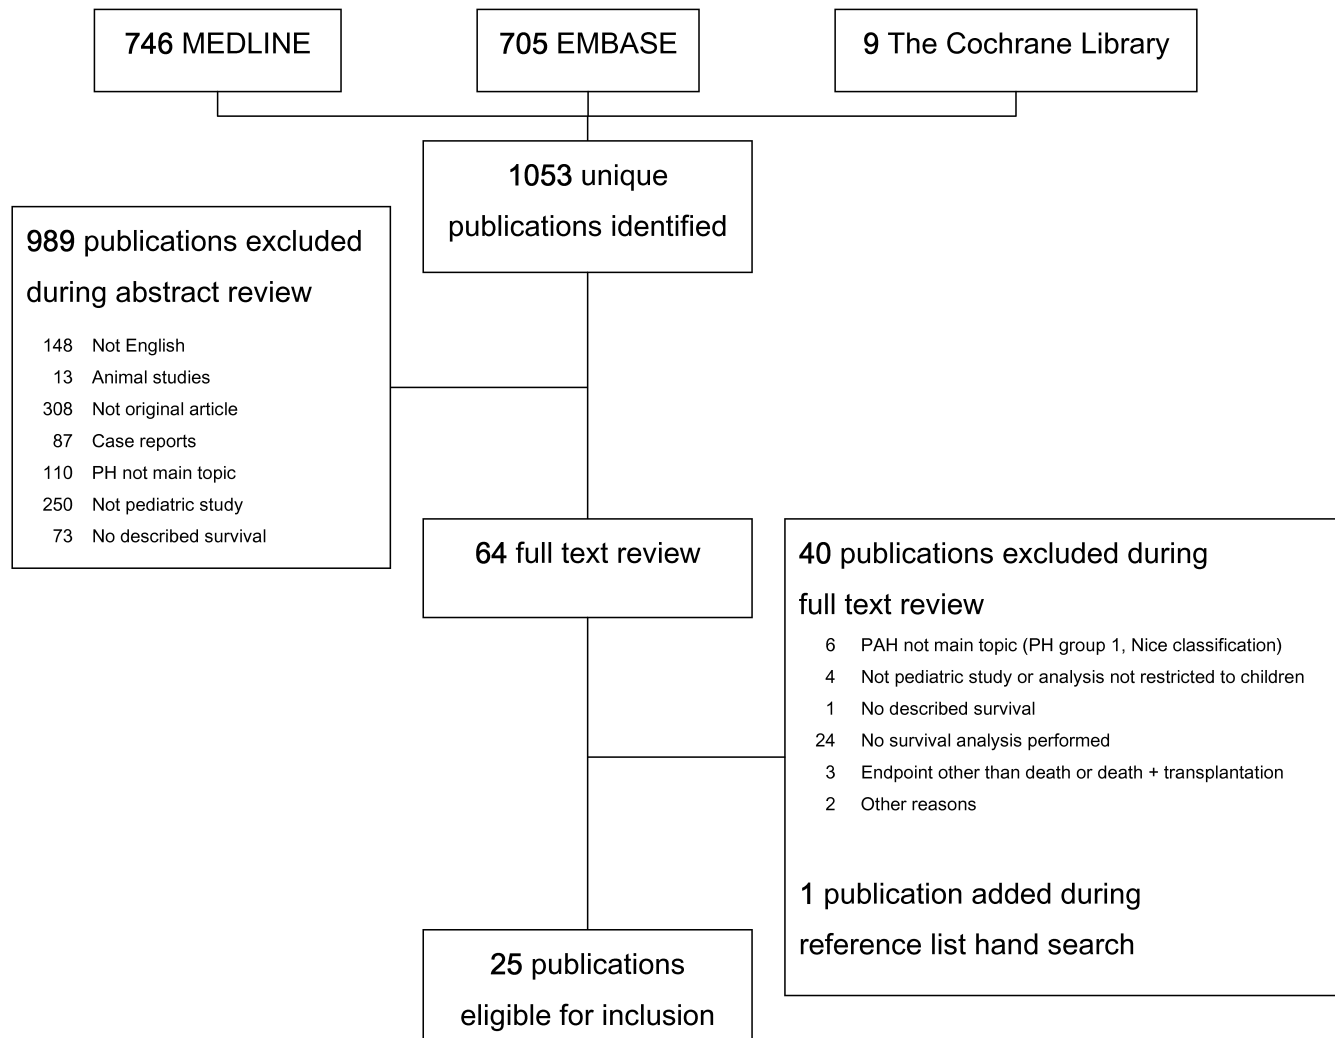 746 MEDLINE
705 EMBASE
9 The Cochrane Library
1053 unique
publications identified
989 publications excluded
during abstract review
148 Not English
13 Animal studies
308 Not original article
87 Case reports
110 PH not main topic
250 Not pediatric study
73 No described survival
64 full text review
40 publications excluded during
full text review
6 PAH not main topic (PH group 1, Nice classification)
4 Not pediatric study or analysis not restricted to children
1 No described survival
24 No survival analysis performed
3 Endpoint other than death or death + transplantation
2 Other reasons
1 publication added during
reference list hand search
25 publications
eligible for inclusion